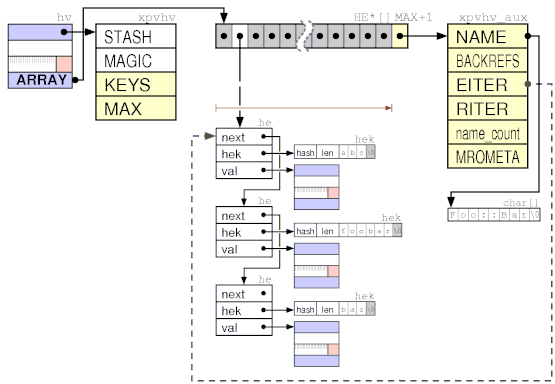 hv
xpvhv
HE*[] MAX+1
xpvhv_aux
STASH
MAGIC
ARRAY
KEYS
MAX
NAME
BACKREFS
EITER
RITER
name_count
MROMETA
he
next
hek
val
hek
hash len a b c \0
char[]
F o o : : B a r \0
he
next
hek
val
hek
hash len f o o b a r \0
he
next
hek
val
hek
hash len b a z \0